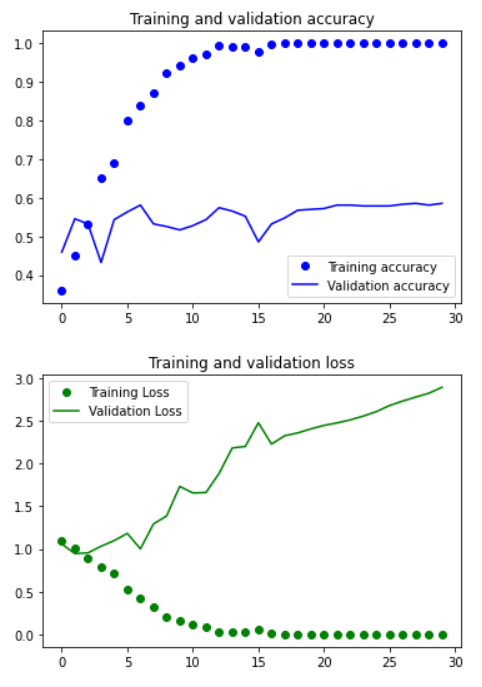 Training and validation accuracy
1.0
0.9
0.8
0.7
0.6
0.5
0.4
Training accuracy
Validation accuracy
0 5 10 15 20 25 30
Training and validation loss
3.0
Training Loss
Validation Loss
2.5
2.0
1.5
1.0
0.5
0.0
0 5 10 15 20 25 30